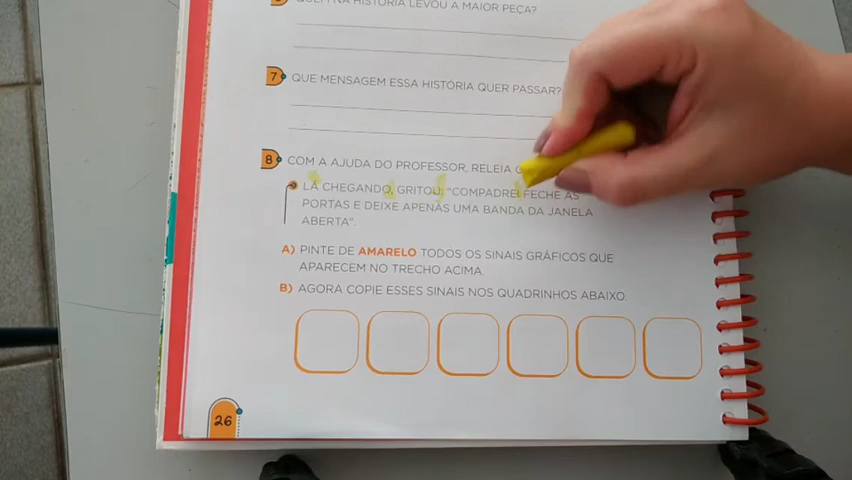 QUEM NA HISTÓRIA LEVOU A MAIOR PEÇA?
7 QUE MENSAGEM ESSA HISTÓRIA QUER PASSAR?
8 COM A AJUDA DO PROFESSOR, RELEIA
LÁ CHEGANDO, GRITOU: "COMPADRE! FECHE AS
PORTAS E DEIXE APENAS UMA BANDA DA JANELA
ABERTA".
A) PINTE DE AMARELO TODOS OS SINAIS GRÁFICOS QUE
APARECEM NO TRECHO ACIMA.
B) AGORA COPIE ESSES SINAIS NOS QUADRINHOS ABAIXO.
26